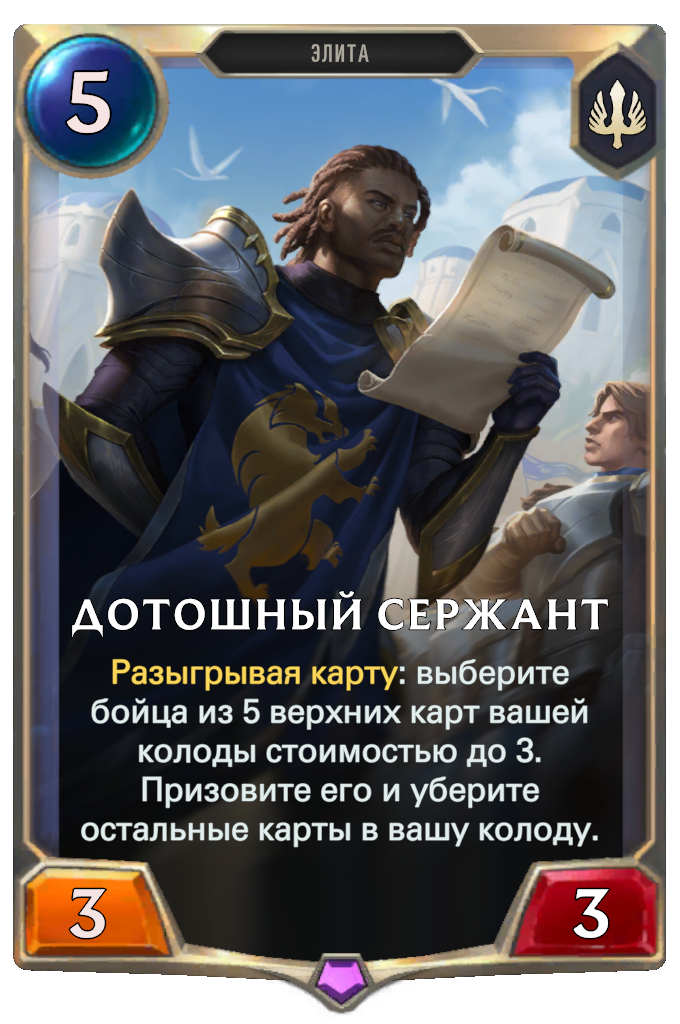 5
ЭЛИТА
ДОТОШНЫЙ СЕРЖАНТ
Разыгрывая карту: выберите
бойца из 5 верхних карт вашей
колоды стоимостью до 3.
Призовите его и уберите
остальные карты в вашу колоду.
3
3